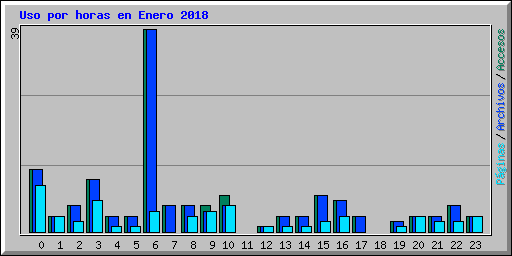 Uso por horas en Enero 2018
39
Páginas / Archivos / Accesos
0 1 2 3 4 5 6 7 8 9 10 11 12 13 14 15 16 17 18 19 20 21 22 23